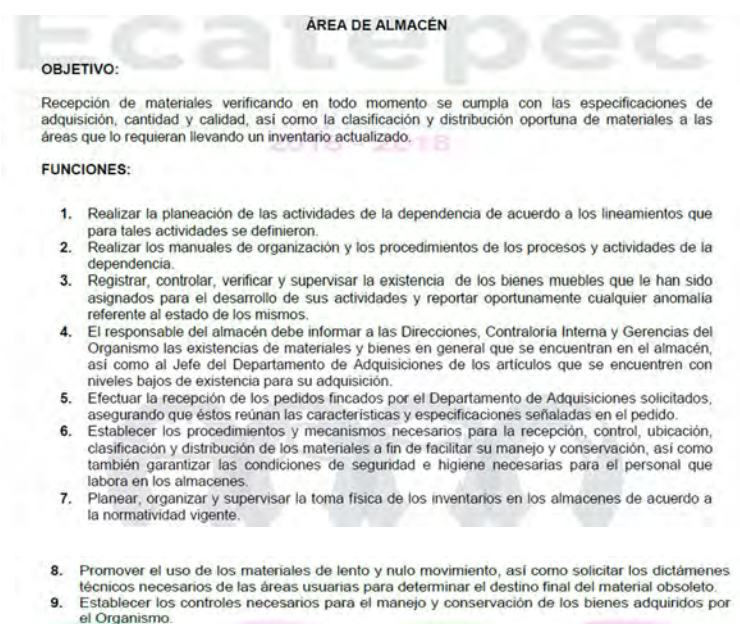 Ecatepec
ÁREA DE ALMACÉN
OBJETIVO:
Recepción de materiales verificando en todo momento se cumpla con las especificaciones de
adquisición, cantidad y calidad, así como la clasificación y distribución oportuna de materiales a las
áreas que lo requieran llevando un inventario actualizado.
2016 - 2018
FUNCIONES:
1. Realizar la planeación de las actividades de la dependencia de acuerdo a los lineamientos que
para tales actividades se definieron.
2. Realizar los manuales de organización y los procedimientos de los procesos y actividades de la
dependencia.
3. Registrar, controlar, verificar y supervisar la existencia de los bienes muebles que le han sido
asignados para el desarrollo de sus actividades y reportar oportunamente cualquier anomalía
referente al estado de los mismos.
4. El responsable del almacén debe informar a las Direcciones, Contraloría Interna y Gerencias del
Organismo las existencias de materiales y bienes en general que se encuentran en el almacén,
así como al Jefe del Departamento de Adquisiciones de los artículos que se encuentren con
niveles bajos de existencia para su adquisición.
5. Efectuar la recepción de los pedidos fincados por el Departamento de Adquisiciones solicitados,
asegurando que éstos reúnan las características y especificaciones señaladas en el pedido.
6. Establecer los procedimientos y mecanismos necesarios para la recepción, control, ubicación,
clasificación y distribución de los materiales a fin de facilitar su manejo y conservación, así como
también garantizar las condiciones de seguridad e higiene necesarias para el personal que
labora en los almacenes.
7. Planear, organizar y supervisar la toma física de los inventarios en los almacenes de acuerdo a
la normatividad vigente.
8. Promover el uso de los materiales de lento y nulo movimiento, así como solicitar los dictámenes
técnicos necesarios de las áreas usuarias para determinar el destino final del material obsoleto.
9. Establecer los controles necesarios para el manejo y conservación de los bienes adquiridos por
el Organismo.